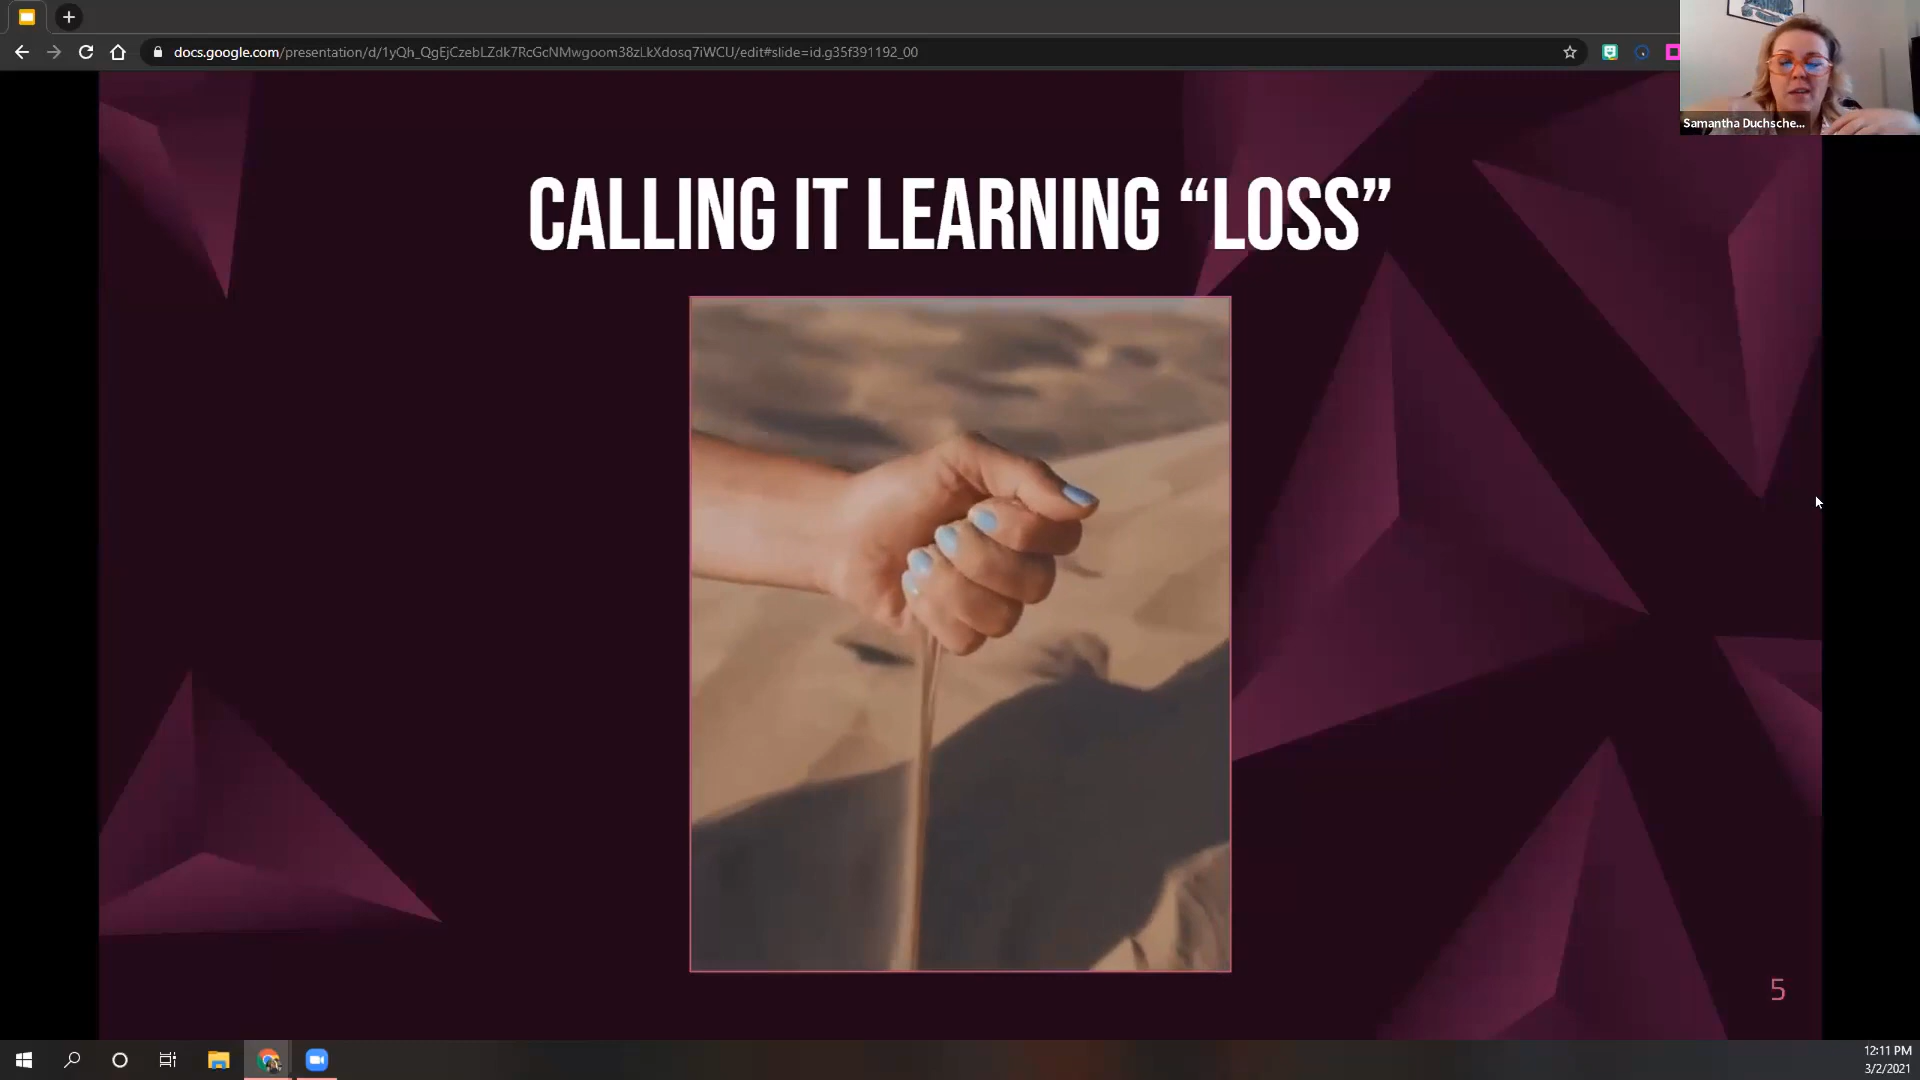 docs.google.com/presentation/d/1yQh_QgEjCzebLZdk7RcGcNMwgoom38zLkXdosq7iWCU/edit#slide=id.g35f391192_00
Samantha Duchsche...
CALLING IT LEARNING “LOSS”
5
12:11 PM
3/2/2021